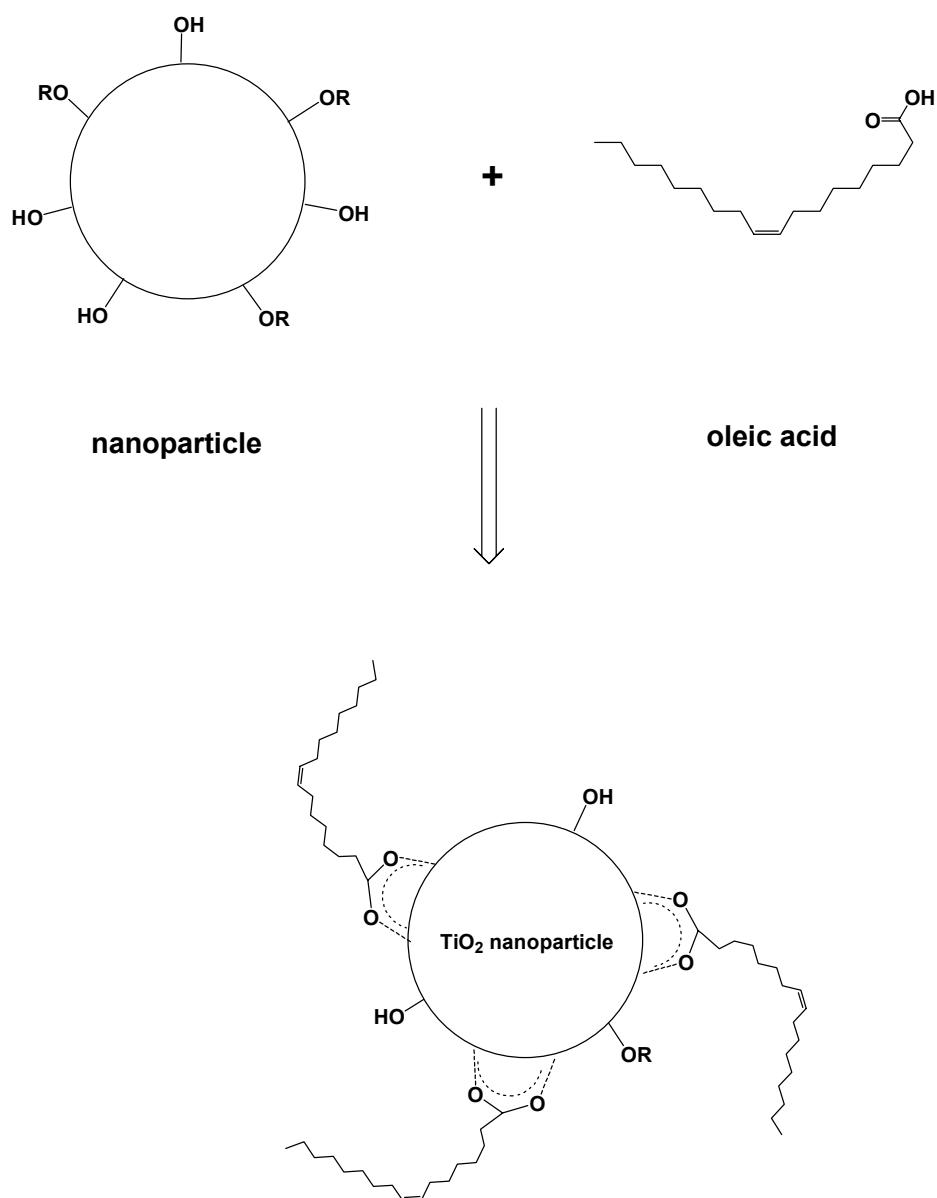 OH
RO
OR
HO
OH
HO
OR
+
O
OH
nanoparticle
oleic acid
OH
O
O
O
O
TiO₂ nanoparticle
HO
OR
O
O